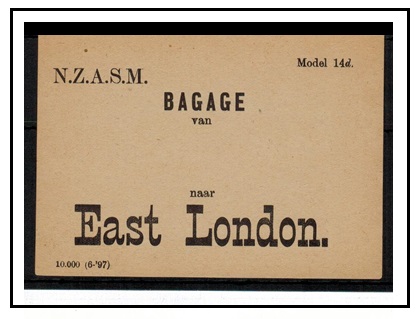 N.Z.A.S.M.
Model 14d.
BAGAGE
van
naar
East London.
10.000 (6-'97)